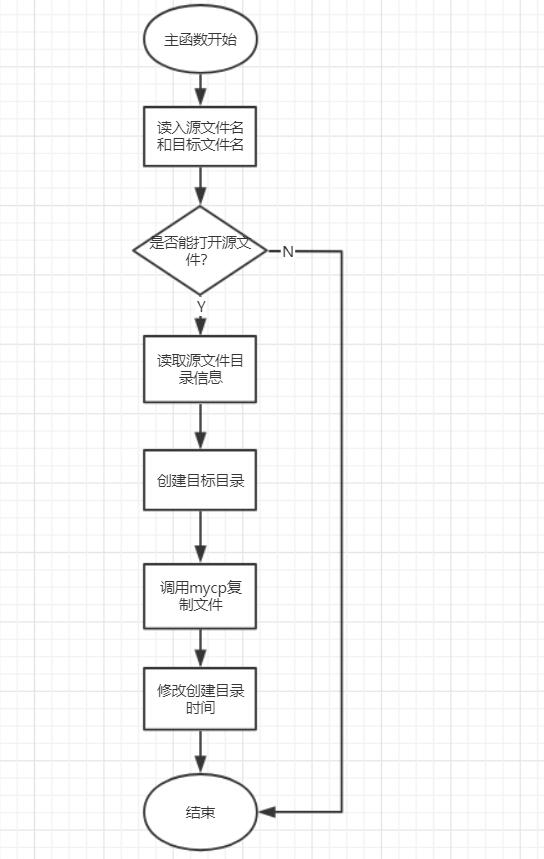 主函数开始
读入源文件名
和目标文件名
是否能打开源文
件?
N
Y
读取源文件目
录信息
创建目标目录
调用mycp复
制文件
修改创建目录
时间
结束